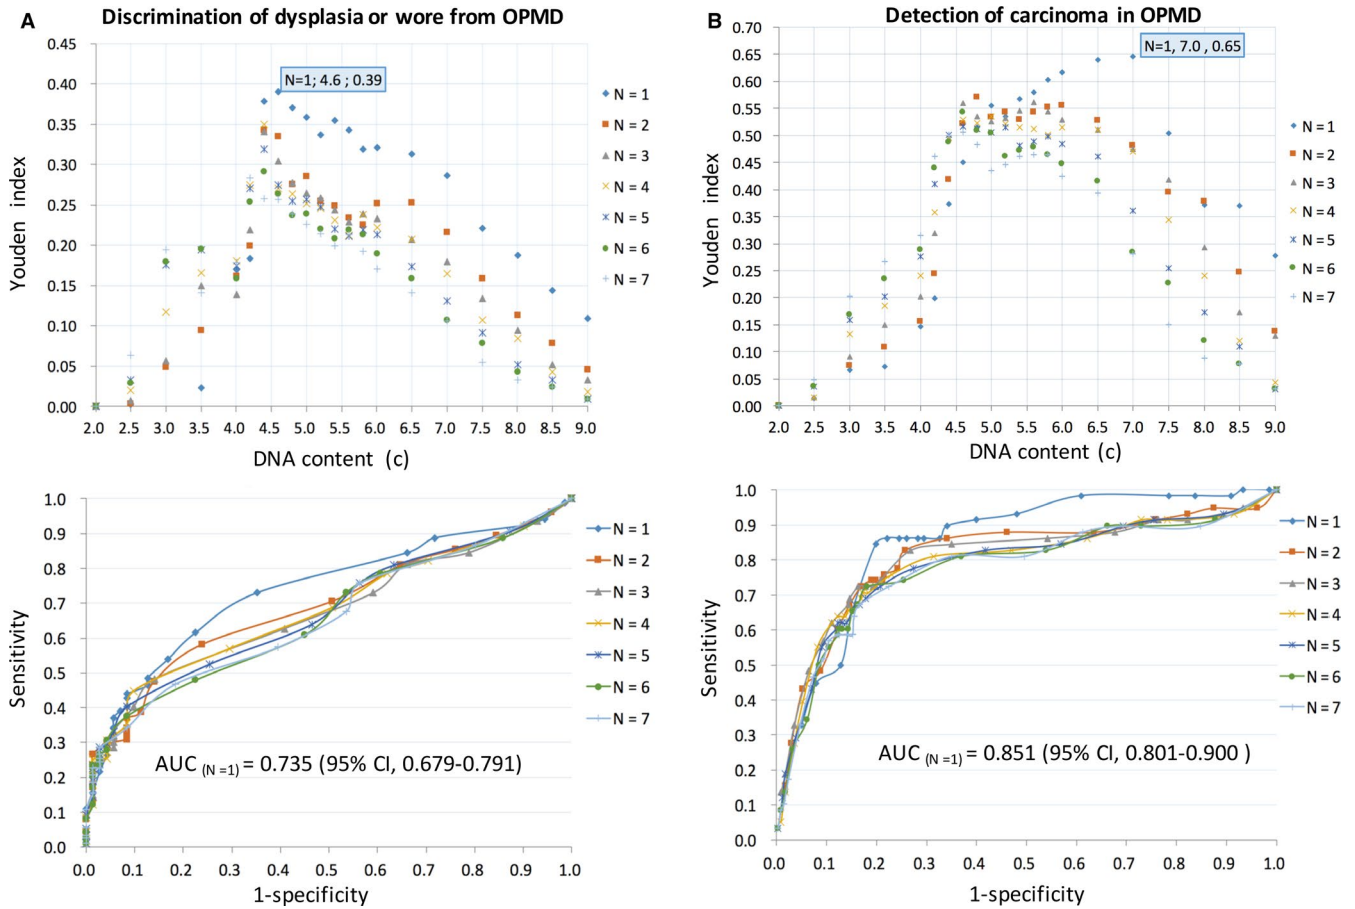 A
Discrimination of dysplasia or wore from OPMD
0.45
0.40
0.35
0.30
0.25
0.20
0.15
0.10
0.05
0.00
Youden index
N=1; 4.6 ; 0.39
2.0 2.5 3.0 3.5 4.0 4.5 5.0 5.5 6.0 6.5 7.0 7.5 8.0 8.5 9.0
DNA content (c)
N = 1
N = 2
N = 3
N = 4
N = 5
N = 6
N = 7
B
Detection of carcinoma in OPMD
0.70
0.65
0.60
0.55
0.50
0.45
0.40
0.35
0.30
0.25
0.20
0.15
0.10
0.05
0.00
Youden index
N=1, 7.0 , 0.65
2.0 2.5 3.0 3.5 4.0 4.5 5.0 5.5 6.0 6.5 7.0 7.5 8.0 8.5 9.0
DNA content (c)
N = 1
N = 2
N = 3
N = 4
N = 5
N = 6
N = 7
1.0
0.9
0.8
0.7
0.6
0.5
0.4
0.3
0.2
0.1
0.0
Sensitivity
AUC (N =1) = 0.735 (95% CI, 0.679-0.791)
0.0 0.1 0.2 0.3 0.4 0.5 0.6 0.7 0.8 0.9 1.0
1-specificity
N = 1
N = 2
N = 3
N = 4
N = 5
N = 6
N = 7
1.0
0.9
0.8
0.7
0.6
0.5
0.4
0.3
0.2
0.1
0.0
Sensitivity
AUC (N =1) = 0.851 (95% CI, 0.801-0.900 )
0.0 0.1 0.2 0.3 0.4 0.5 0.6 0.7 0.8 0.9 1.0
1-specificity
N = 1
N = 2
N = 3
N = 4
N = 5
N = 6
N = 7